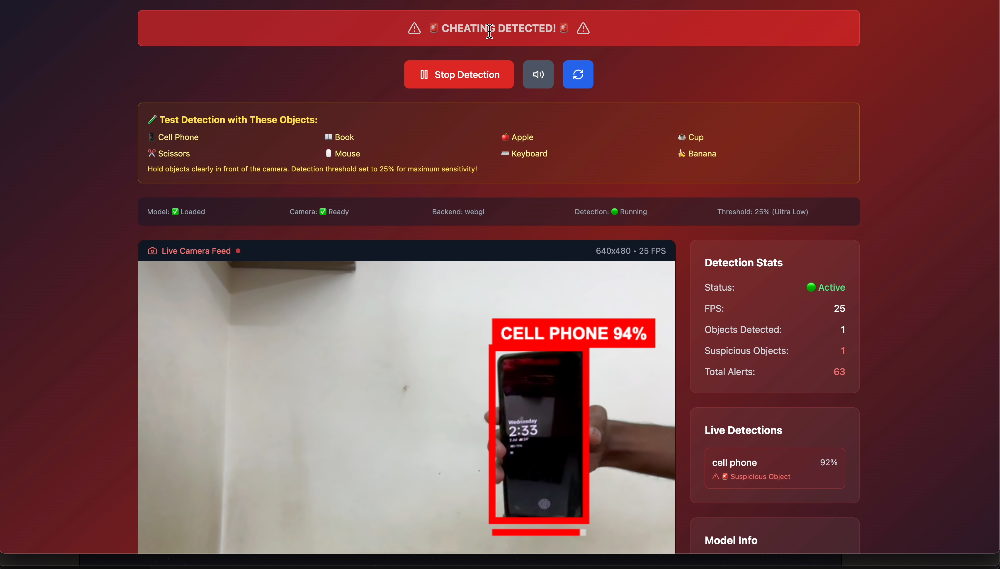 🚨 CHEATING DETECTED! 🚨
Stop Detection
🧪 Test Detection with These Objects:
📱 Cell Phone
📖 Book
🍎 Apple
☕ Cup
✂️ Scissors
🖱️ Mouse
⌨️ Keyboard
🍌 Banana
Hold objects clearly in front of the camera. Detection threshold set to 25% for maximum sensitivity!
Model: ✅ Loaded
Camera: ✅ Ready
Backend: webgl
Detection: 🟢 Running
Threshold: 25% (Ultra Low)
Live Camera Feed
640x480 • 25 FPS
CELL PHONE 94%
Wednesday
2:33
Detection Stats
Status: 🟢 Active
FPS: 25
Objects Detected: 1
Suspicious Objects: 1
Total Alerts: 63
Live Detections
cell phone 92%
🚨 Suspicious Object
Model Info